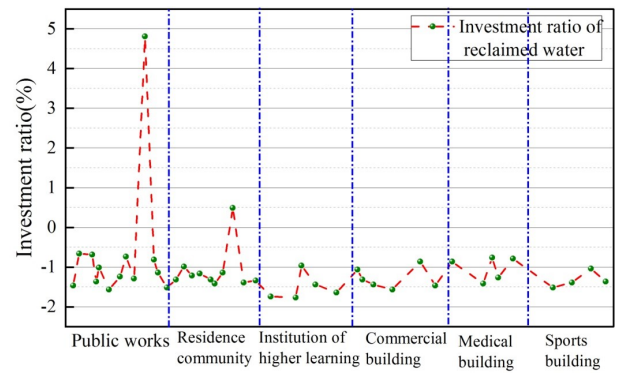 Investment ratio of
reclaimed water
Investment ratio(%)
5
4
3
2
1
0
-1
-2
Public works
Residence
community
Institution of
higher learning
Commercial
building
Medical
building
Sports
building